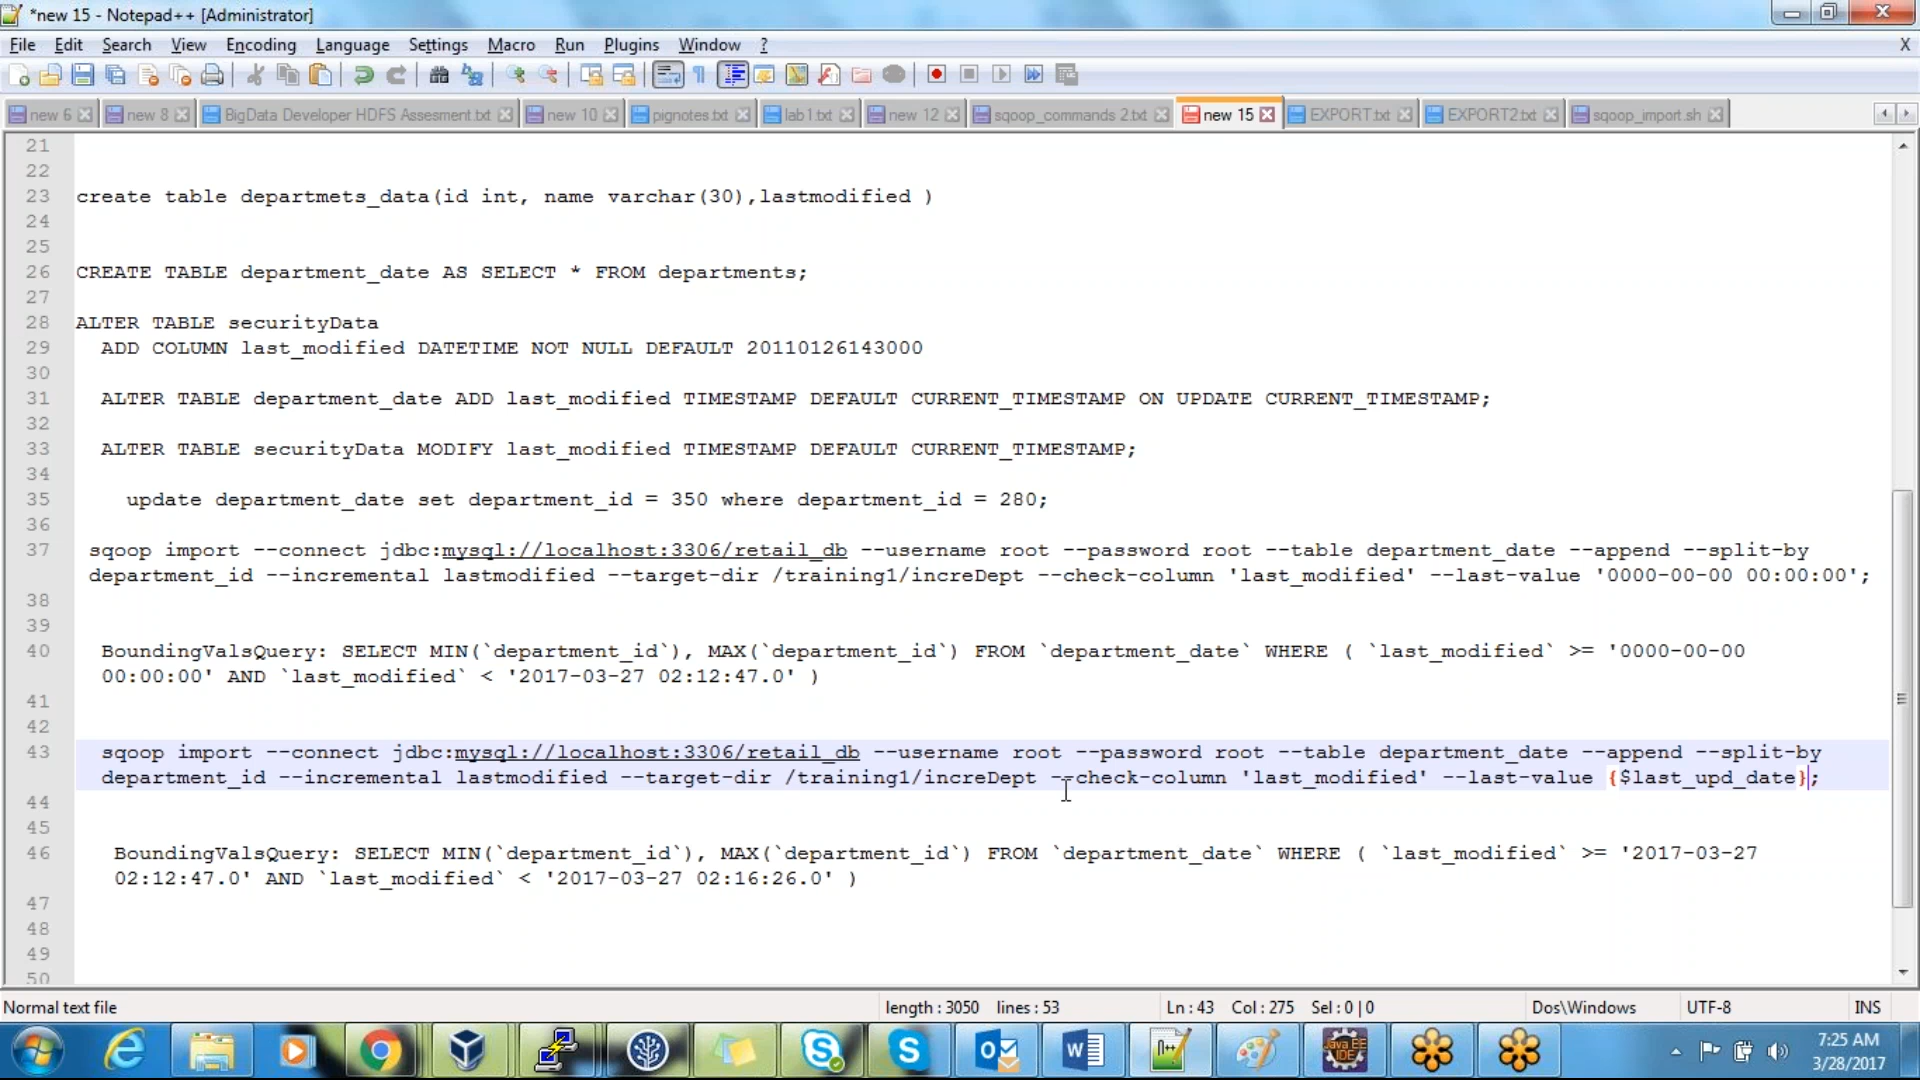 *new 15 - Notepad++ [Administrator]
File Edit Search View Encoding Language Settings Macro Run Plugins Window ? X
new 6 new 8 BigData Developer HDFS Assesment.txt new 10 pignotes.txt lab1.txt new 12 sqoop_commands 2.txt new 15 EXPORT.txt EXPORT2.txt sqoop_import.sh
21
22
23 create table departmets_data(id int, name varchar(30),lastmodified )
24
25
26 CREATE TABLE department_date AS SELECT * FROM departments;
27
28 ALTER TABLE securityData
29 ADD COLUMN last_modified DATETIME NOT NULL DEFAULT 20110126143000
30
31 ALTER TABLE department_date ADD last_modified TIMESTAMP DEFAULT CURRENT_TIMESTAMP ON UPDATE CURRENT_TIMESTAMP;
32
33 ALTER TABLE securityData MODIFY last_modified TIMESTAMP DEFAULT CURRENT_TIMESTAMP;
34
35 update department_date set department_id = 350 where department_id = 280;
36
37 sqoop import --connect jdbc:mysql://localhost:3306/retail_db --username root --password root --table department_date --append --split-by
department_id --incremental lastmodified --target-dir /training1/increDept --check-column 'last_modified' --last-value '0000-00-00 00:00:00';
38
39
40 BoundingValsQuery: SELECT MIN(`department_id`), MAX(`department_id`) FROM `department_date` WHERE ( `last_modified` >= '0000-00-00
00:00:00' AND `last_modified` < '2017-03-27 02:12:47.0' )
41
42
43 sqoop import --connect jdbc:mysql://localhost:3306/retail_db --username root --password root --table department_date --append --split-by
department_id --incremental lastmodified --target-dir /training1/increDept --check-column 'last_modified' --last-value {$last_upd_date};
44
45
46 BoundingValsQuery: SELECT MIN(`department_id`), MAX(`department_id`) FROM `department_date` WHERE ( `last_modified` >= '2017-03-27
02:12:47.0' AND `last_modified` < '2017-03-27 02:16:26.0' )
47
48
49
50
Normal text file length : 3050 lines : 53 Ln : 43 Col : 275 Sel : 0 | 0 Dos\Windows UTF-8 INS
7:25 AM
3/28/2017